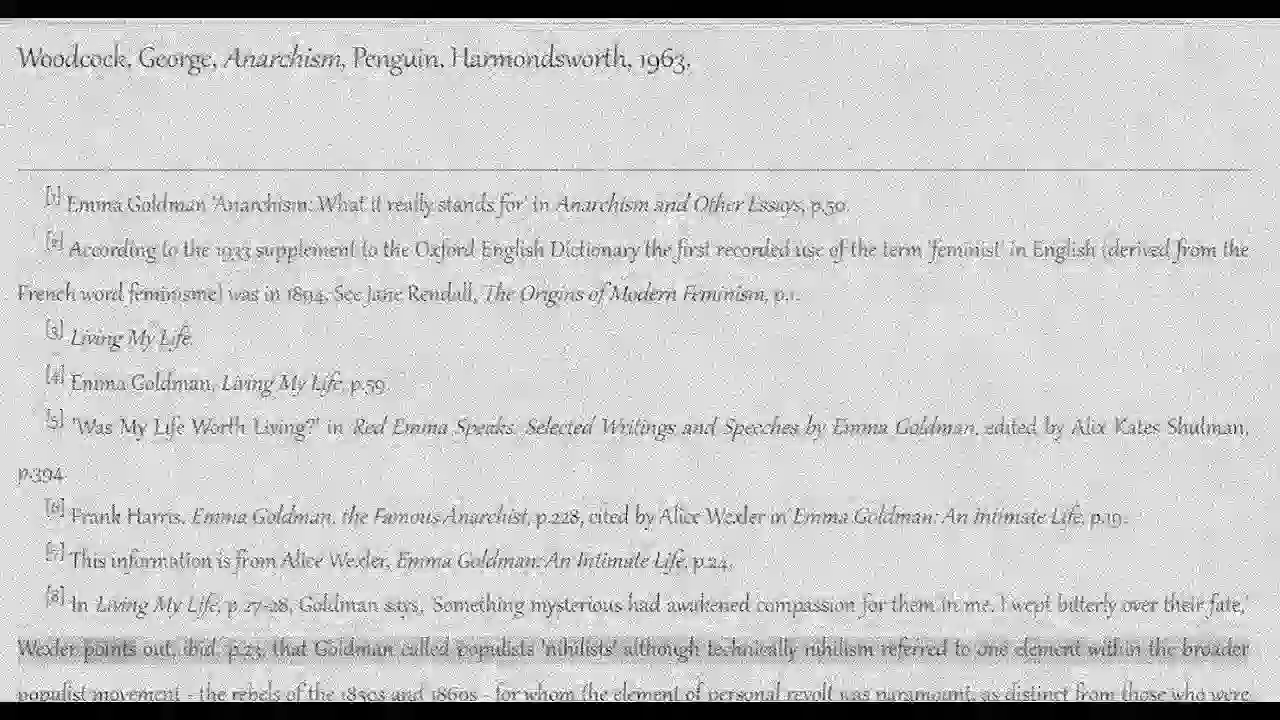 Woodcock, George, Anarchism, Penguin, Harmondsworth, 1963.
[1] Emma Goldman 'Anarchism: What it really stands for' in Anarchism and Other Essays, p.50.
[2] According to the 1933 supplement to the Oxford English Dictionary the first recorded use of the term 'feminist' in English (derived from the
French word feminisme) was in 1894. See Jane Rendall, The Origins of Modern Feminism, p.1.
[3] Living My Life.
[4] Emma Goldman, Living My Life, p.59.
[5] 'Was My Life Worth Living?' in Red Emma Speaks. Selected Writings and Speeches by Emma Goldman, edited by Alix Kates Shulman,
p.394.
[6] Frank Harris, Emma Goldman, the Famous Anarchist, p.228, cited by Alice Wexler in Emma Goldman: An Intimate Life, p.19.
[7] This information is from Alice Wexler, Emma Goldman: An Intimate Life, p.24.
[8] In Living My Life, p. 27-28, Goldman says, 'Something mysterious had awakened compassion for them in me. I wept bitterly over their fate,'
Wexler points out, ibid. p.23, that Goldman called populists 'nihilists' although technically nihilism referred to one element within the broader
populist movement - the rebels of the 1850s and 1860s - for whom the element of personal revolt was paramount, as distinct from those who were